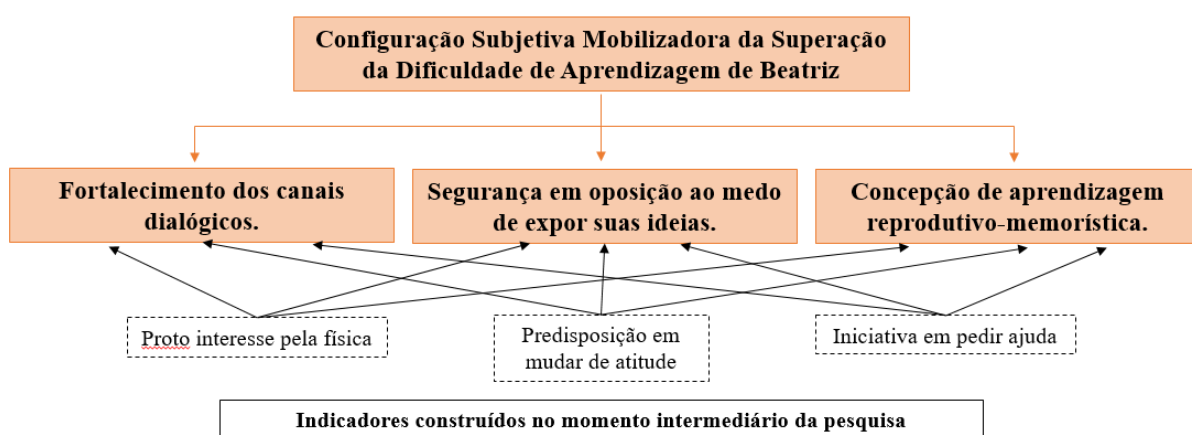 Configuração Subjetiva Mobilizadora da Superação
da Dificuldade de Aprendizagem de Beatriz
Fortalecimento dos canais
dialógicos.
Segurança em oposição ao medo
de expor suas ideias.
Concepção de aprendizagem
reprodutivo-memorística.
Proto interesse pela física
Predisposição em
mudar de atitude
Iniciativa em pedir ajuda
Indicadores construídos no momento intermediário da pesquisa